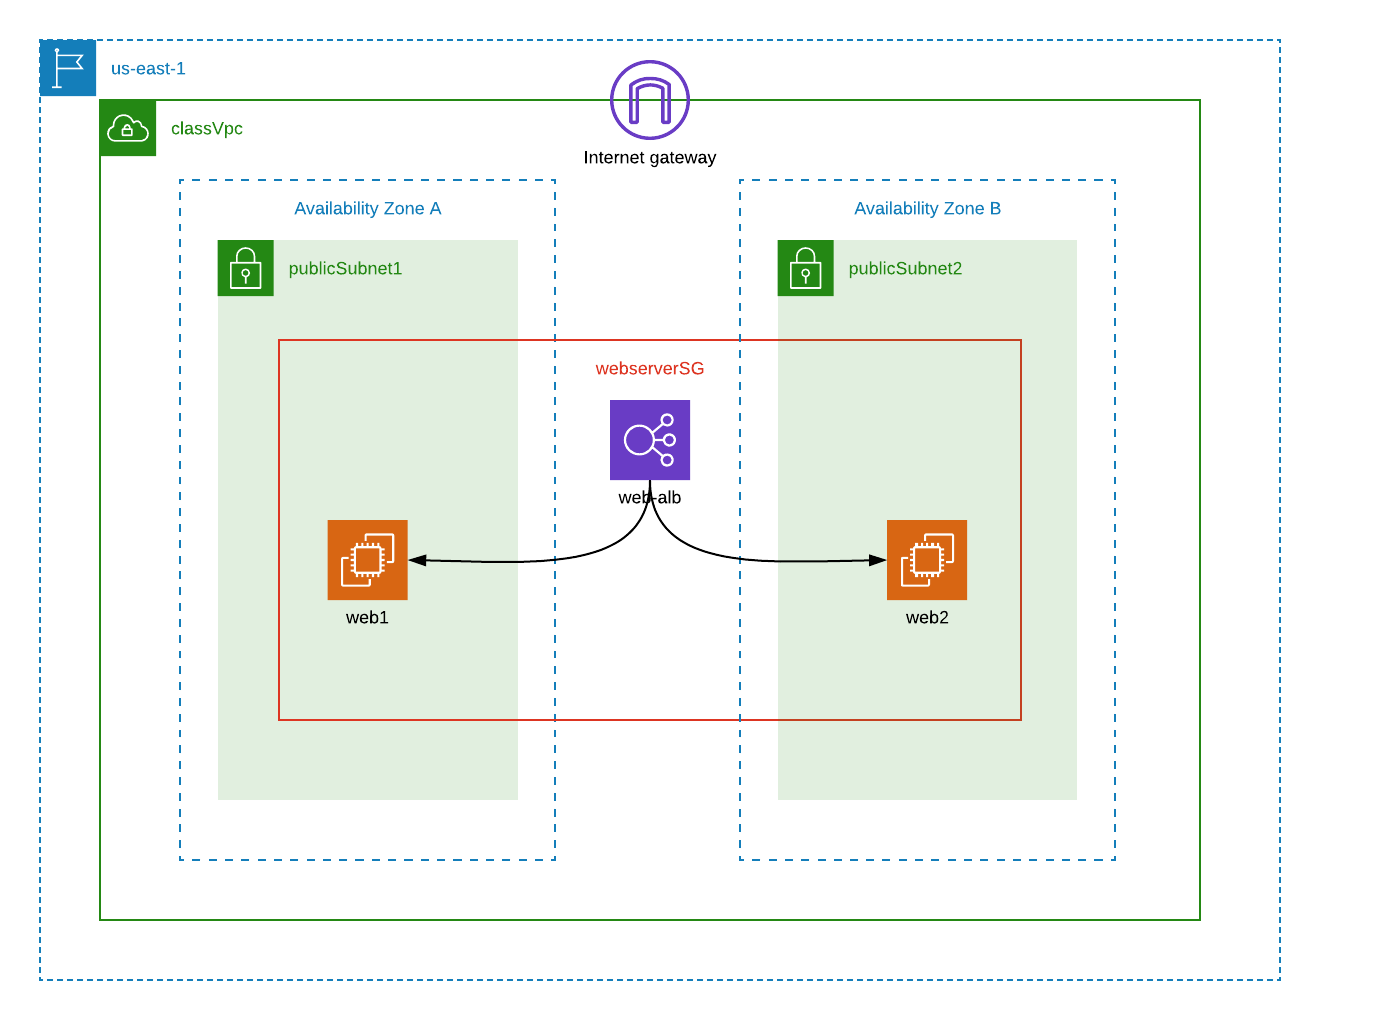 us-east-1
classVpc
Internet gateway
Availability Zone A
Availability Zone B
publicSubnet1
publicSubnet2
webserverSG
web-alb
web1
web2